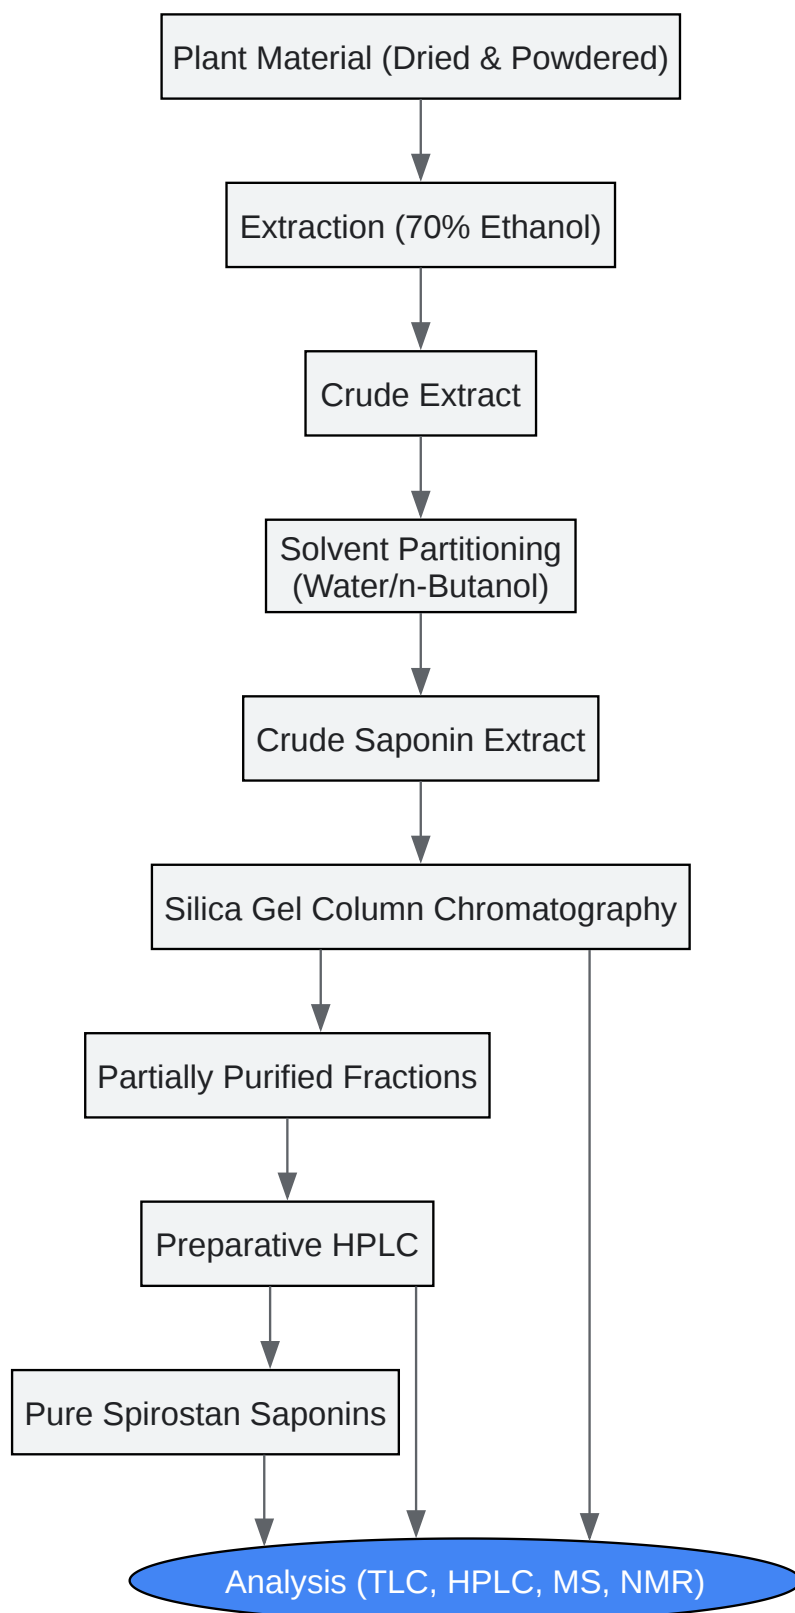 Plant Material (Dried & Powdered)
Extraction (70% Ethanol)
Crude Extract
Solvent Partitioning
(Water/n-Butanol)
Crude Saponin Extract
Silica Gel Column Chromatography
Partially Purified Fractions
Preparative HPLC
Pure Spirostan Saponins
Analysis (TLC, HPLC, MS, NMR)